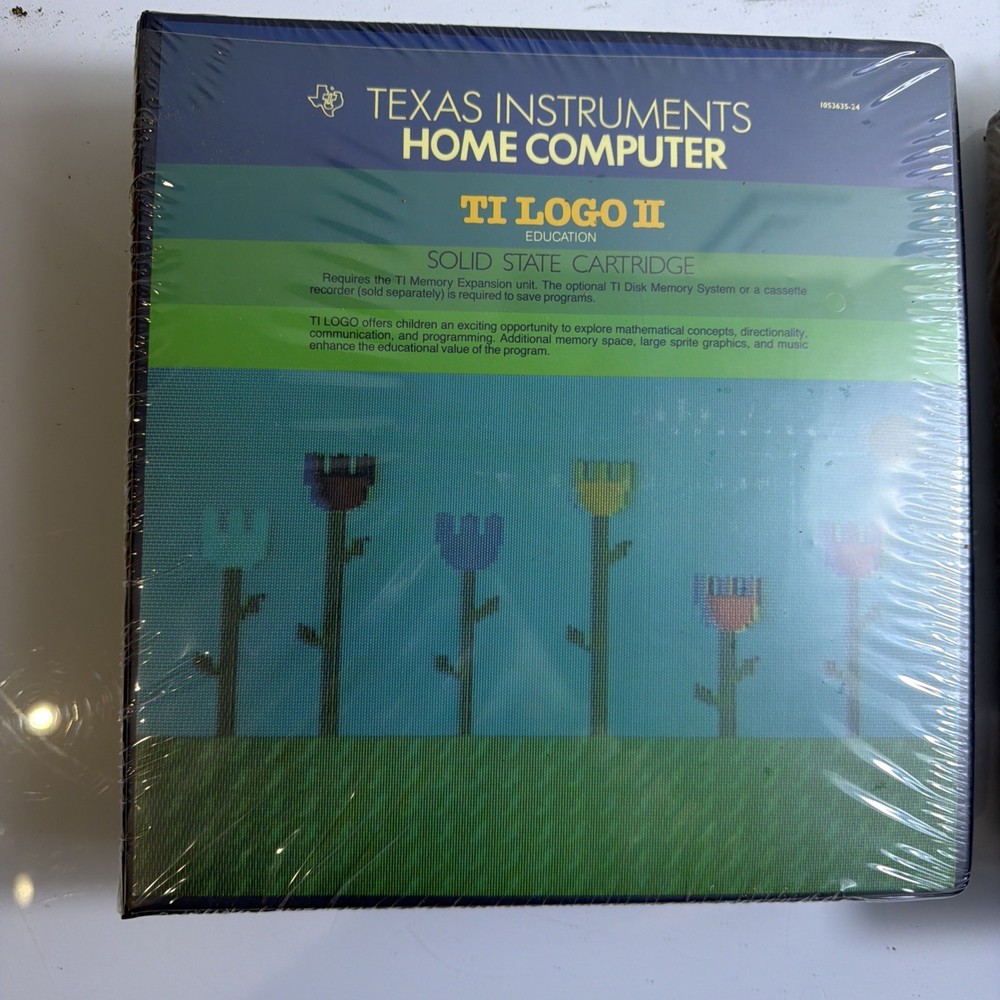 TEXAS INSTRUMENTS
1053635-24
HOME COMPUTER
TI LOGO II
EDUCATION
SOLID STATE CARTRIDGE
Requires the TI Memory Expansion unit. The optional TI Disk Memory System or a cassette
recorder (sold separately) is required to save programs.
TI LOGO offers children an exciting opportunity to explore mathematical concepts, directionality,
communication, and programming. Additional memory space, large sprite graphics, and music
enhance the educational value of the program.